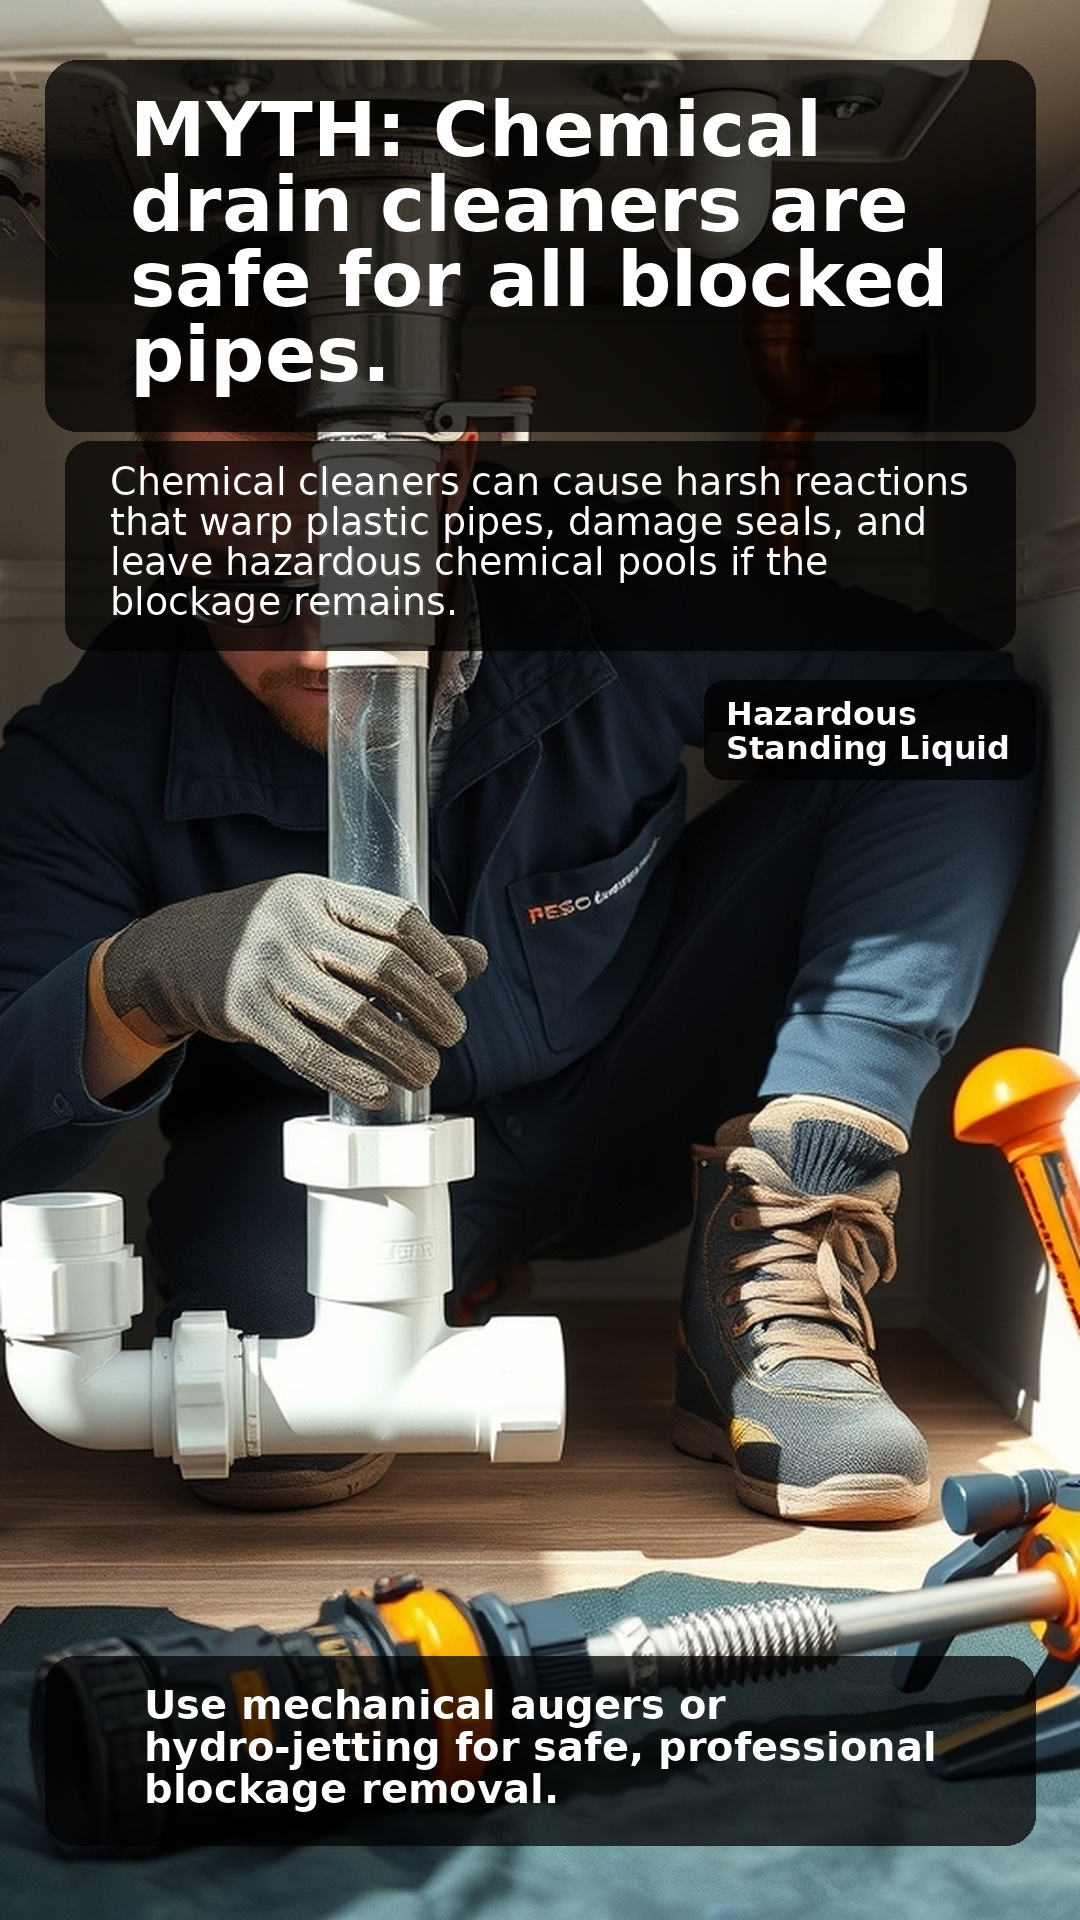 MYTH: Chemical
drain cleaners are
safe for all blocked
pipes.
Chemical cleaners can cause harsh reactions
that warp plastic pipes, damage seals, and
leave hazardous chemical pools if the
blockage remains.
Hazardous
Standing Liquid
Use mechanical augers or
hydro-jetting for safe, professional
blockage removal.